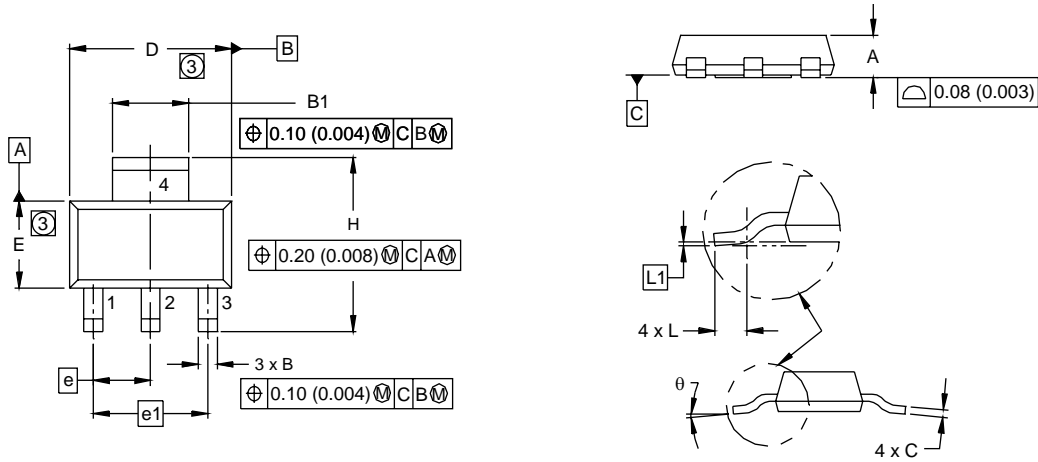 D
B
3
B1
⌖ 0.10 (0.004) Ⓜ C B Ⓜ
A
4
3
E
H
⌖ 0.20 (0.008) Ⓜ C A Ⓜ
1 2 3
3 x B
e
⌖ 0.10 (0.004) Ⓜ C B Ⓜ
e1
A
C
⌓ 0.08 (0.003)
L1
4 x L
θ
4 x C